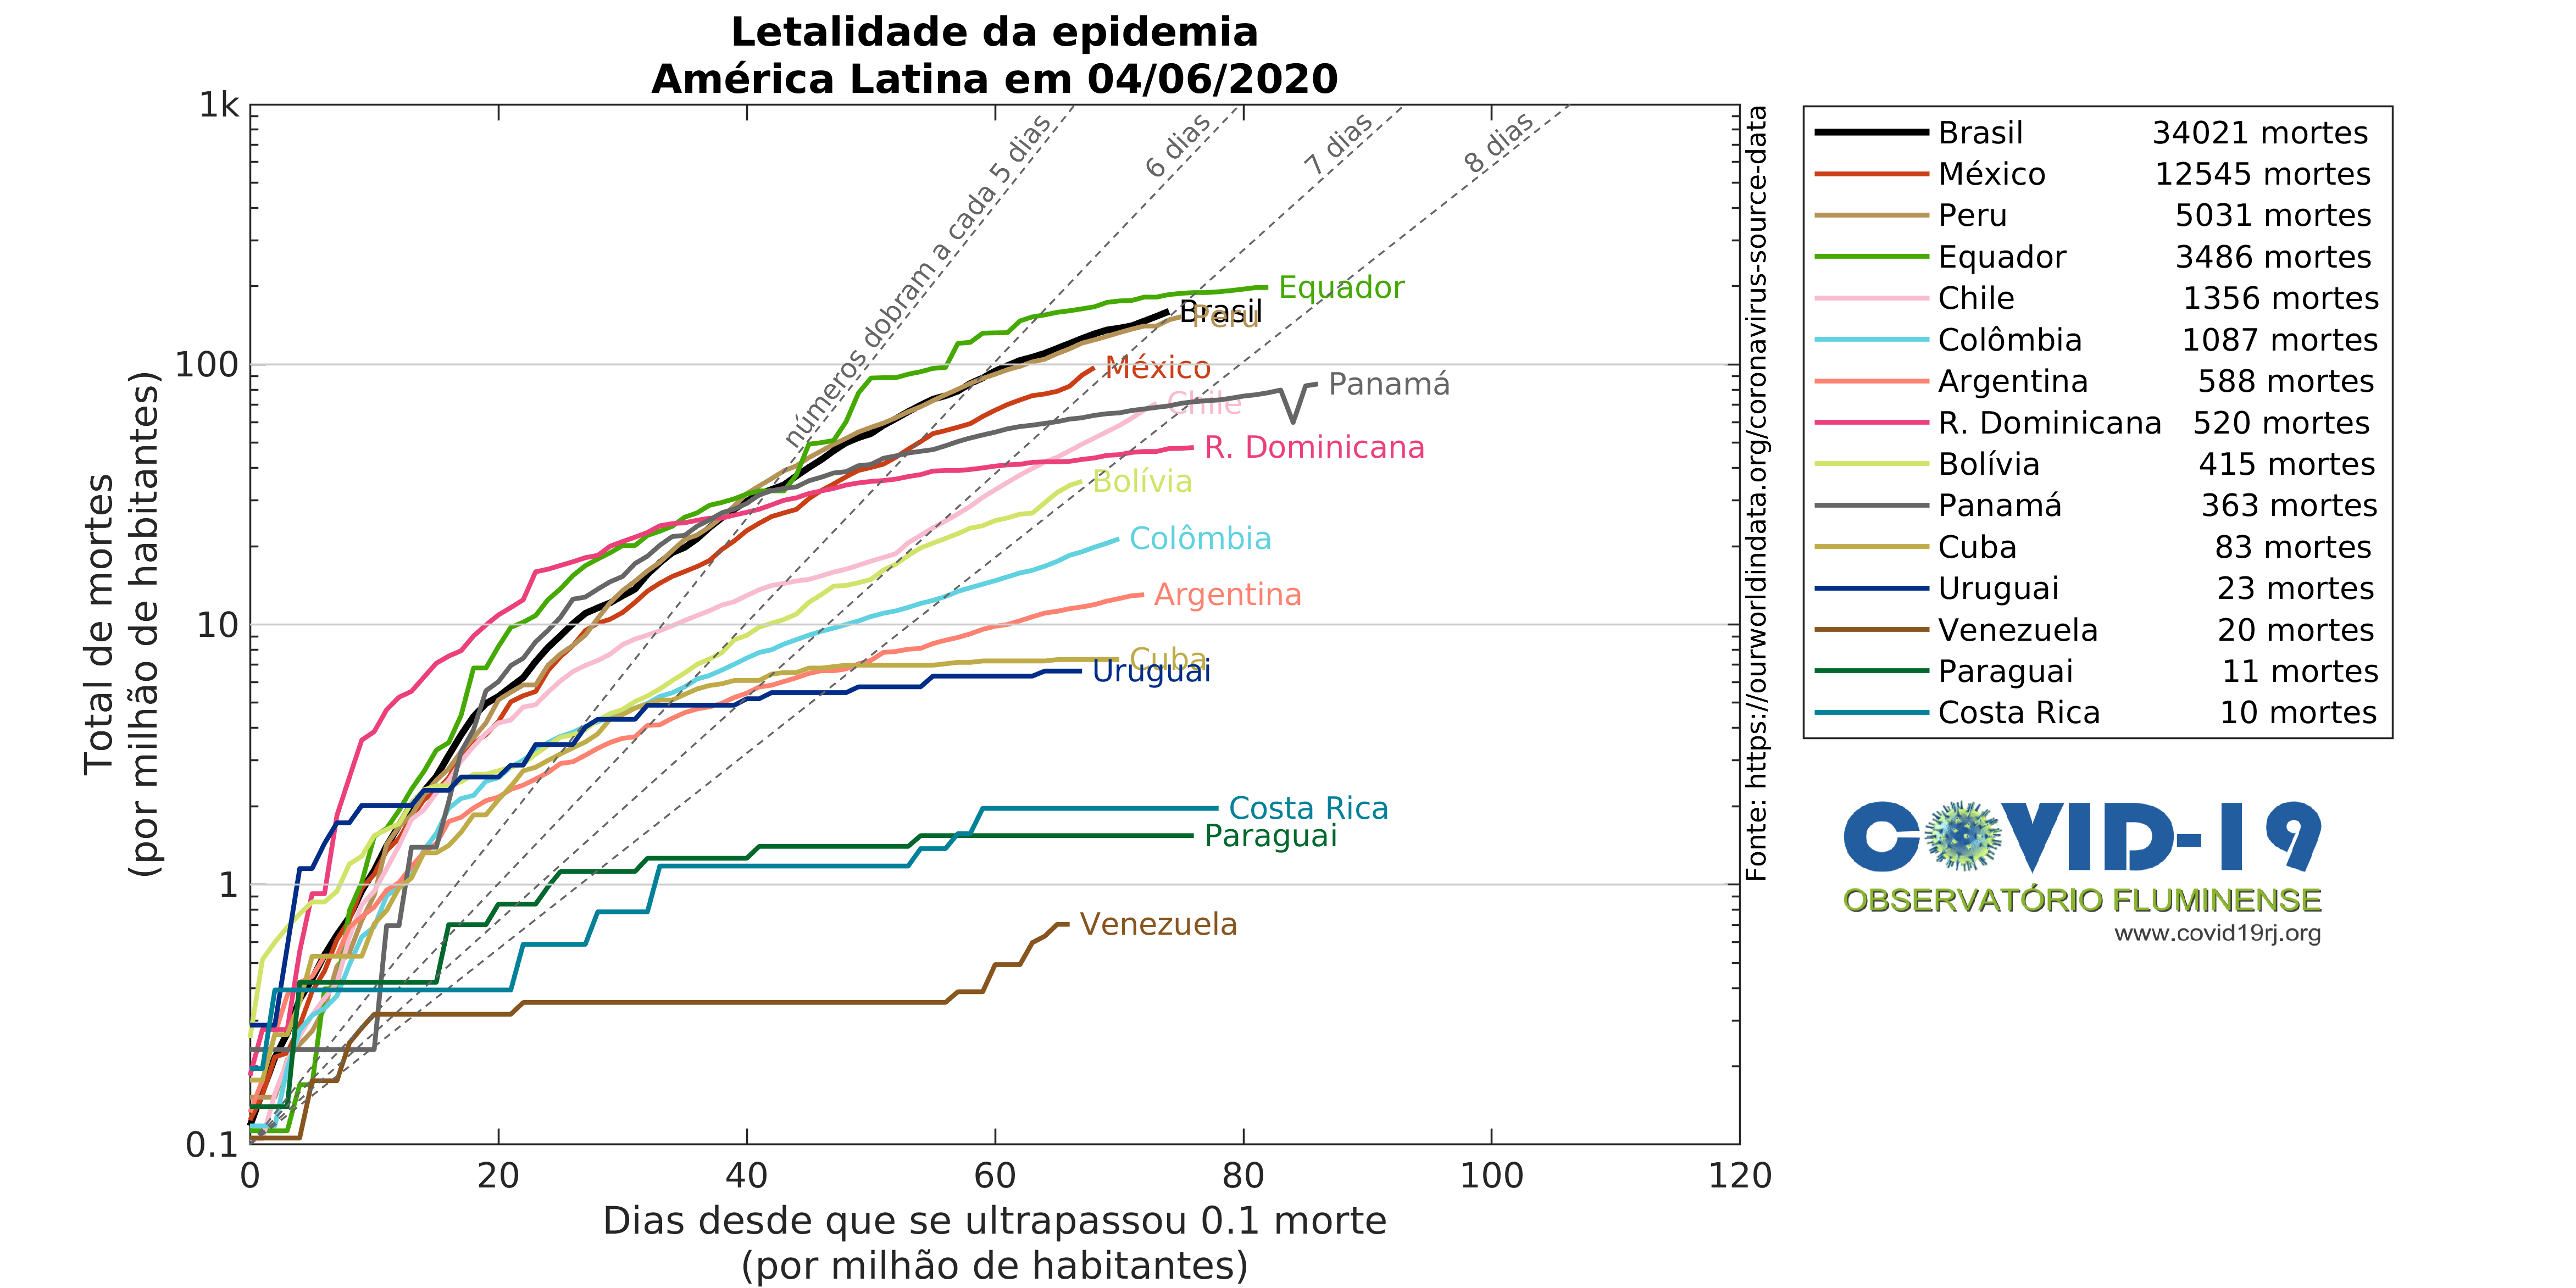 Letalidade da epidemia
América Latina em 04/06/2020
Total de mortes
(por milhão de habitantes)
1k
100
10
1
0.1
0
20
40
60
80
100
120
Dias desde que se ultrapassou 0.1 morte
(por milhão de habitantes)
números dobram a cada 5 dias
6 dias
7 dias
8 dias
Equador
Brasil
Peru
México
Panamá
Chile
R. Dominicana
Bolívia
Colômbia
Argentina
Cuba
Uruguai
Costa Rica
Paraguai
Venezuela
Fonte: https://ourworldindata.org/coronavirus-source-data
Brasil 34021 mortes
México 12545 mortes
Peru 5031 mortes
Equador 3486 mortes
Chile 1356 mortes
Colômbia 1087 mortes
Argentina 588 mortes
R. Dominicana 520 mortes
Bolívia 415 mortes
Panamá 363 mortes
Cuba 83 mortes
Uruguai 23 mortes
Venezuela 20 mortes
Paraguai 11 mortes
Costa Rica 10 mortes
COVID-19
OBSERVATÓRIO FLUMINENSE
www.covid19rj.org